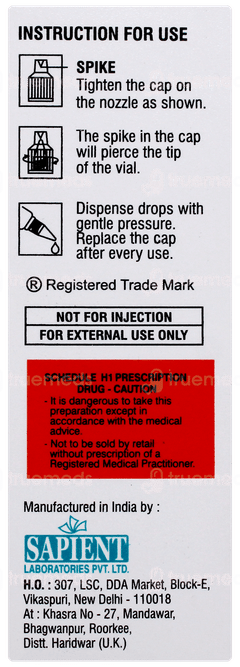 INSTRUCTION FOR USE
SPIKE
Tighten the cap on
the nozzle as shown.
The spike in the cap
will pierce the tip
of the vial.
Dispense drops with
gentle pressure.
Replace the cap
after every use.
® Registered Trade Mark
NOT FOR INJECTION
FOR EXTERNAL USE ONLY
SCHEDULE H1 PRESCRIPTION
DRUG - CAUTION
- It is dangerous to take this
preparation except in
accordance with the medical
advice.
- Not to be sold by retail
without prescription of a
Registered Medical Practitioner.
Manufactured in India by :
SAPIENT
LABORATORIES PVT. LTD.
H.O. : 307, LSC, DDA Market, Block-E,
Vikaspuri, New Delhi - 110018
At : Khasra No - 27, Mandawar,
Bhagwanpur, Roorkee,
Distt. Haridwar (U.K.)
truemeds